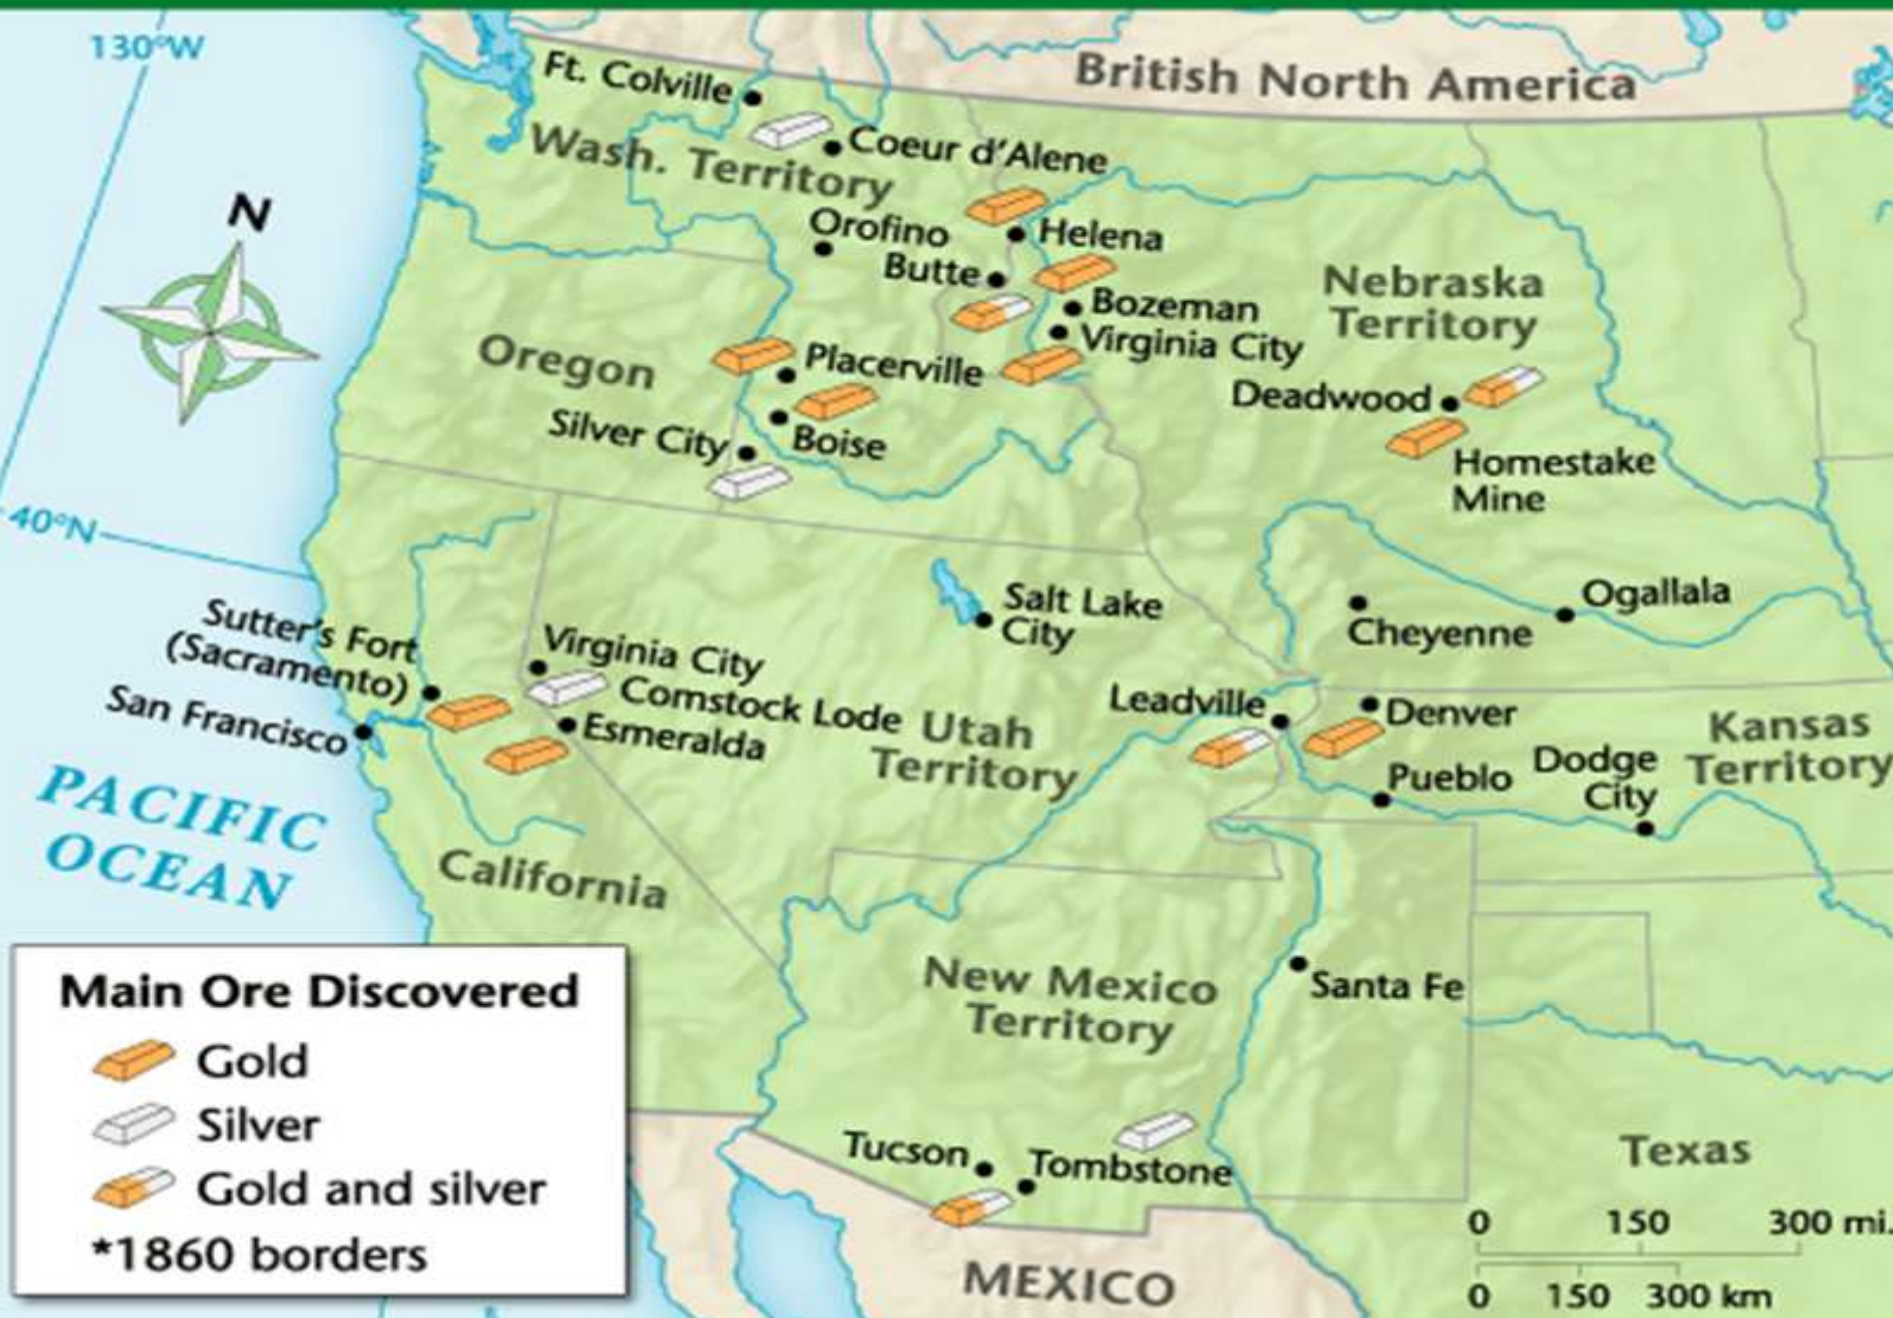 130°W
British North America
Ft. Colville
Coeur d'Alene
Wash. Territory
N
Orofino
Helena
Butte
Nebraska
Territory
Bozeman
Virginia City
Oregon
Placerville
Deadwood
Silver City
Boise
Homestake
Mine
40°N
Salt Lake
City
Ogallala
Cheyenne
Sutter's Fort
(Sacramento)
Virginia City
Comstock Lode
San Francisco
Esmeralda
Utah
Territory
Leadville
Denver
Kansas
Territory
Pueblo
Dodge
City
PACIFIC
OCEAN
California
New Mexico
Territory
Santa Fe
Main Ore Discovered
Gold
Silver
Gold and silver
*1860 borders
Tucson
Tombstone
Texas
MEXICO
0 150 300 mi.
0 150 300 km